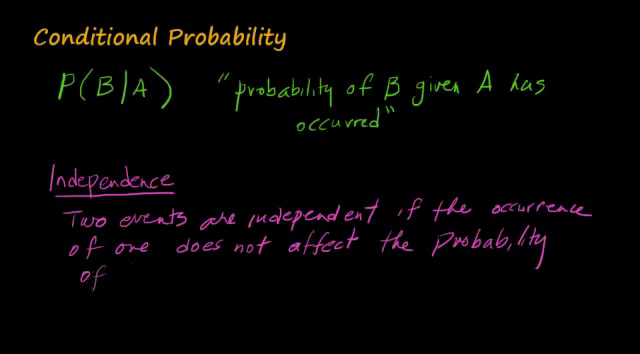 Conditional Probability
P(B/A) "probability of B given A has
occurred"
Independence
Two events are independent if the occurrence
of one does not affect the probability
of